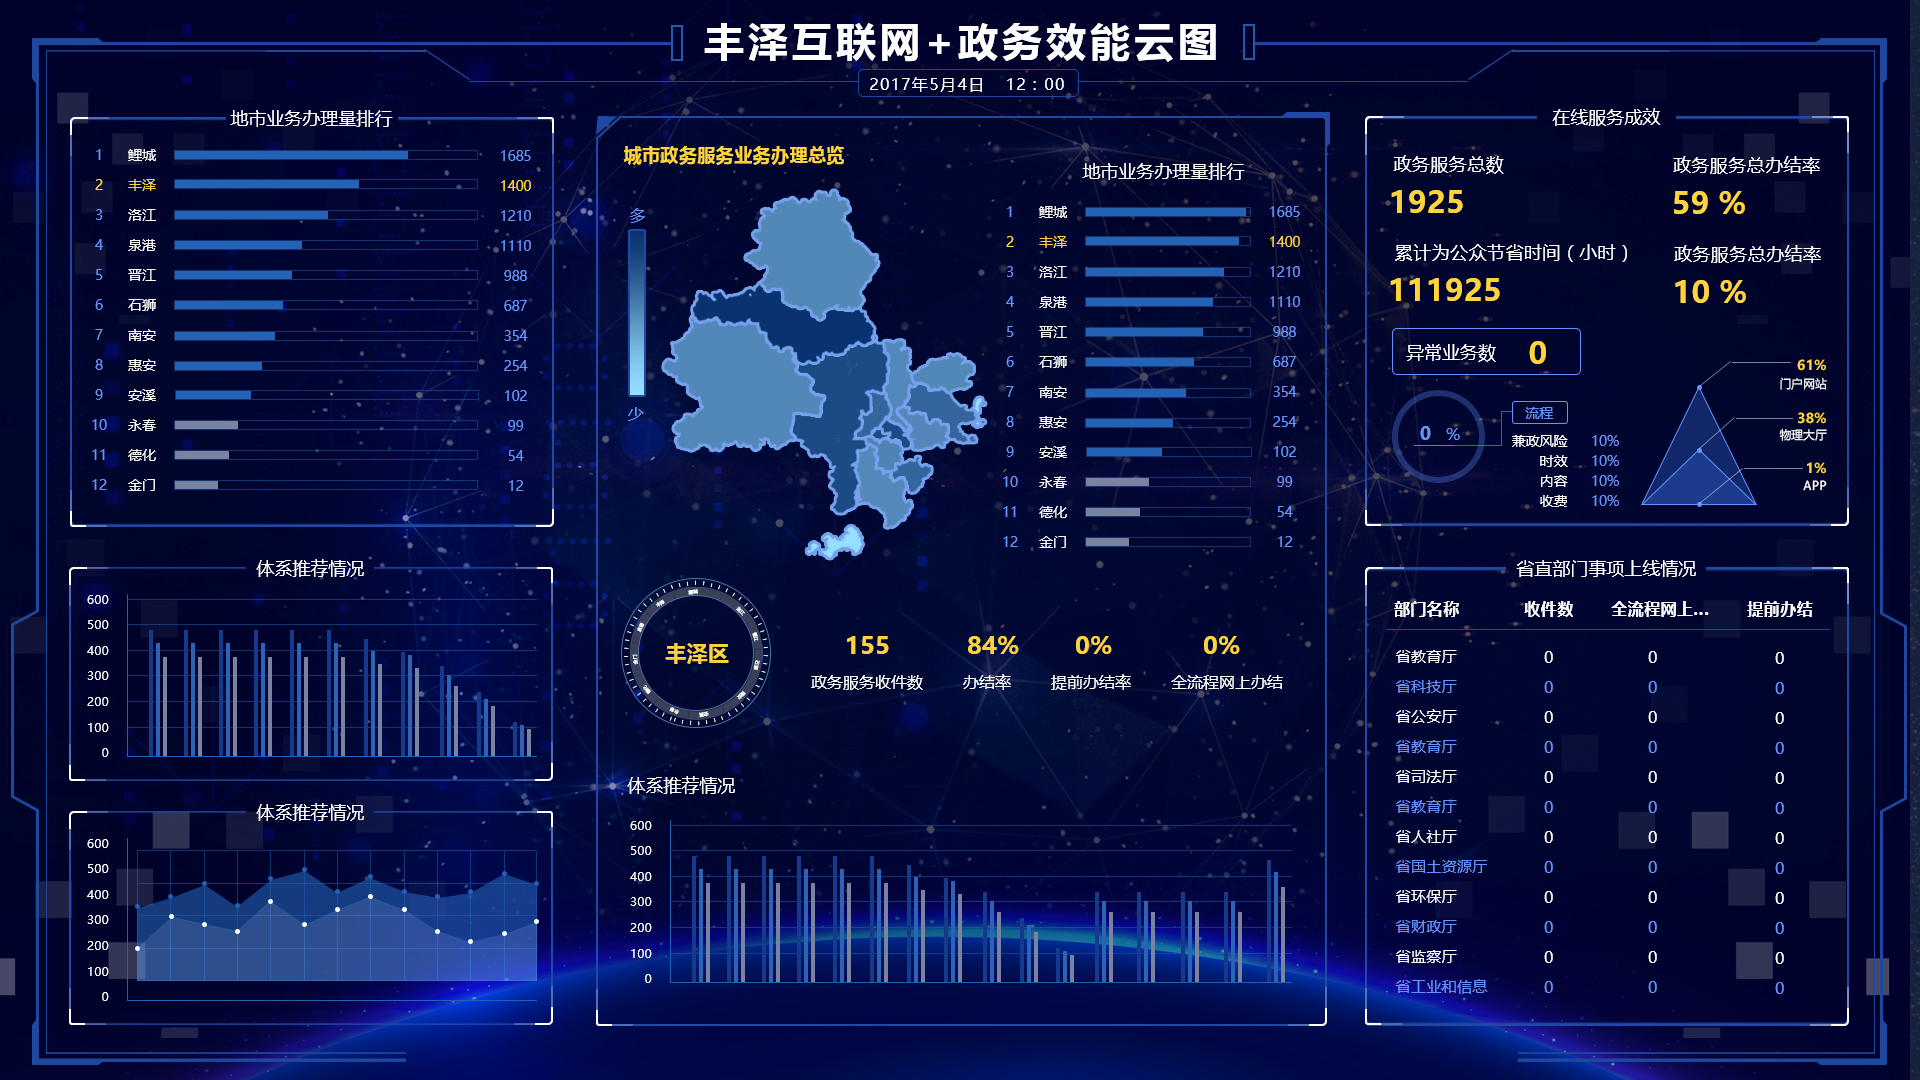 丰泽互联网+政务效能云图
2017年5月4日 12：00
地市业务办理量排行
1 鲤城 1685
2 丰泽 1400
3 洛江 1210
4 泉港 1110
5 晋江 988
6 石狮 687
7 南安 354
8 惠安 254
9 安溪 102
10 永春 99
11 德化 54
12 金门 12
体系推荐情况
600
500
400
300
200
100
0
体系推荐情况
600
500
400
300
200
100
0
城市政务服务业务办理总览
多
少
地市业务办理量排行
1 鲤城 1685
2 丰泽 1400
3 洛江 1210
4 泉港 1110
5 晋江 988
6 石狮 687
7 南安 354
8 惠安 254
9 安溪 102
10 永春 99
11 德化 54
12 金门 12
丰泽区
155 84% 0% 0%
政务服务收件数 办结率 提前办结率 全流程网上办结
体系推荐情况
600
500
400
300
200
100
0
在线服务成效
政务服务总数 政务服务总办结率
1925 59 %
累计为公众节省时间（小时） 政务服务总办结率
111925 10 %
异常业务数 0
0 %
流程
兼政风险 10%
时效 10%
内容 10%
收费 10%
61%
门户网站
38%
物理大厅
1%
APP
省直部门事项上线情况
部门名称 收件数 全流程网上... 提前办结
省教育厅 0 0 0
省科技厅 0 0 0
省公安厅 0 0 0
省教育厅 0 0 0
省司法厅 0 0 0
省教育厅 0 0 0
省人社厅 0 0 0
省国土资源厅 0 0 0
省环保厅 0 0 0
省财政厅 0 0 0
省监察厅 0 0 0
省工业和信息 0 0 0